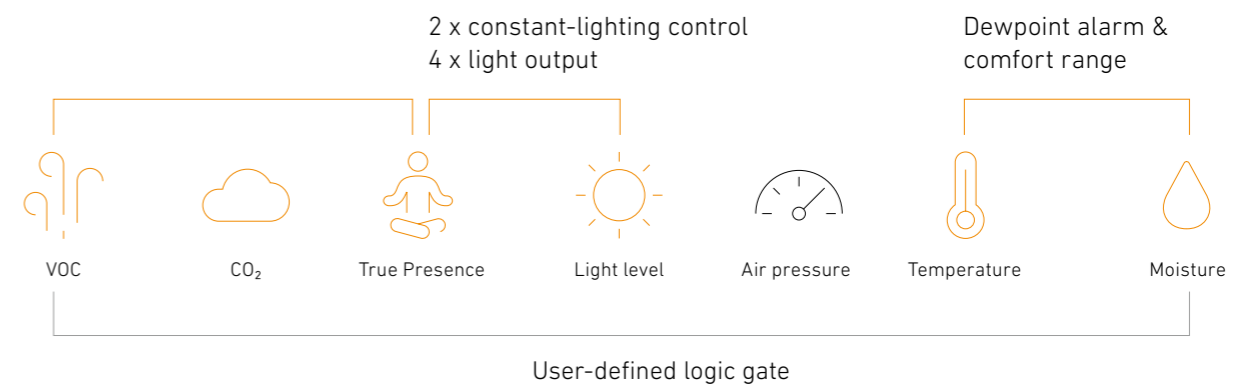 2 x constant-lighting control
4 x light output
Dewpoint alarm &
comfort range
VOC
CO₂
True Presence
Light level
Air pressure
Temperature
Moisture
User-defined logic gate